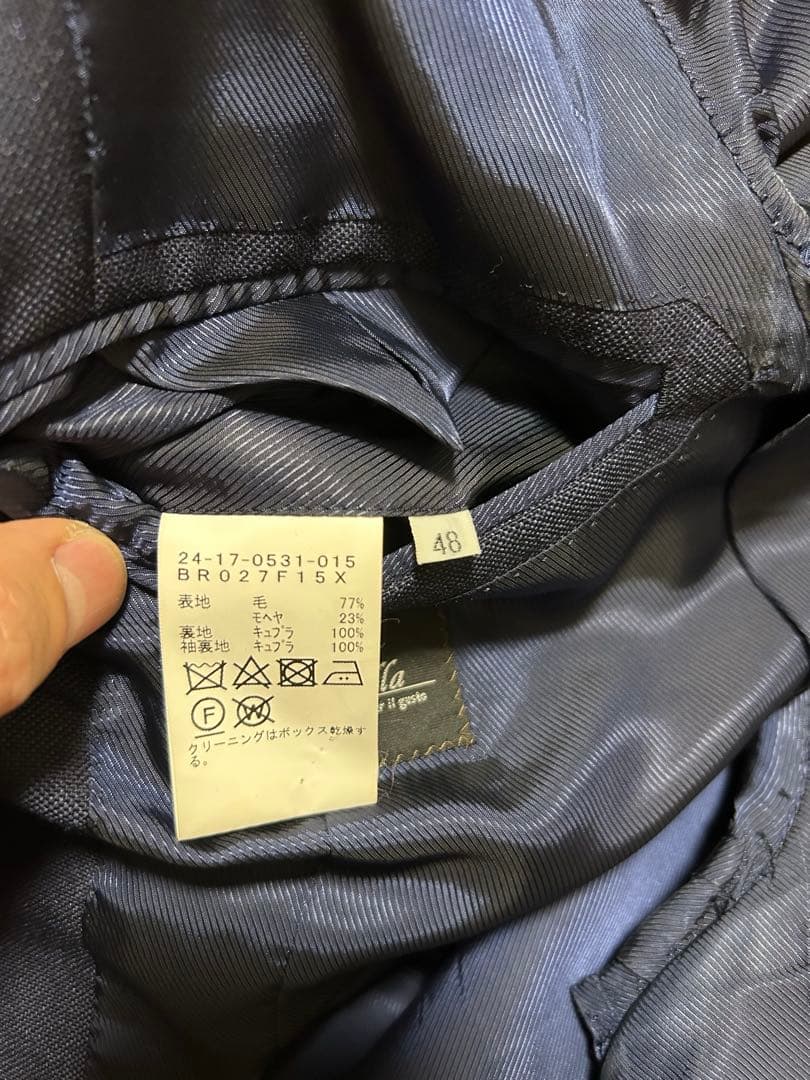 24-17-0531-015
BR027F15X
表地 毛 77%
モヘヤ 23%
裏地 キュプラ 100%
袖裏地 キュプラ 100%
F W
クリーニングはボックス乾燥す
る。
48
il gusto